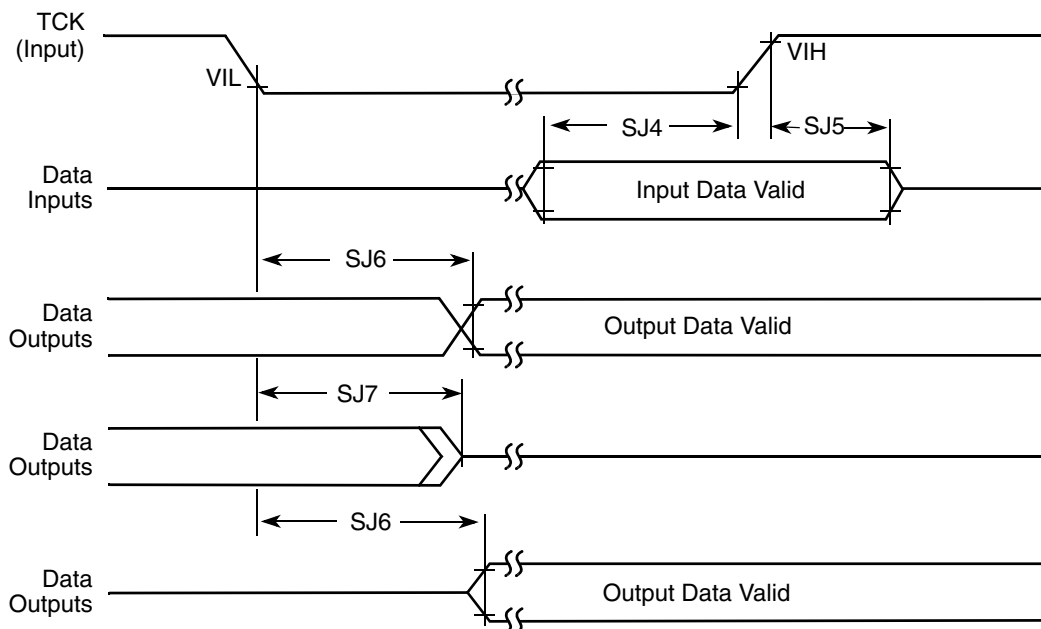 TCK
(Input)
VIL
VIH
SJ4
SJ5
Data
Inputs
Input Data Valid
SJ6
Data
Outputs
Output Data Valid
SJ7
Data
Outputs
SJ6
Data
Outputs
Output Data Valid